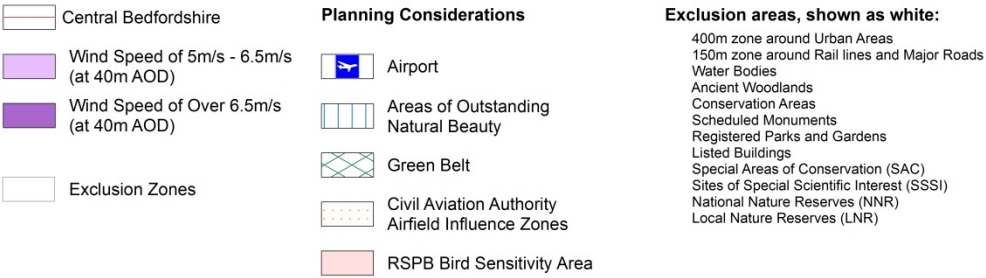 Central Bedfordshire
Wind Speed of 5m/s - 6.5m/s
(at 40m AOD)
Wind Speed of Over 6.5m/s
(at 40m AOD)
Exclusion Zones
Planning Considerations
Airport
Areas of Outstanding
Natural Beauty
Green Belt
Civil Aviation Authority
Airfield Influence Zones
RSPB Bird Sensitivity Area
Exclusion areas, shown as white:
400m zone around Urban Areas
150m zone around Rail lines and Major Roads
Water Bodies
Ancient Woodlands
Conservation Areas
Scheduled Monuments
Registered Parks and Gardens
Listed Buildings
Special Areas of Conservation (SAC)
Sites of Special Scientific Interest (SSSI)
National Nature Reserves (NNR)
Local Nature Reserves (LNR)